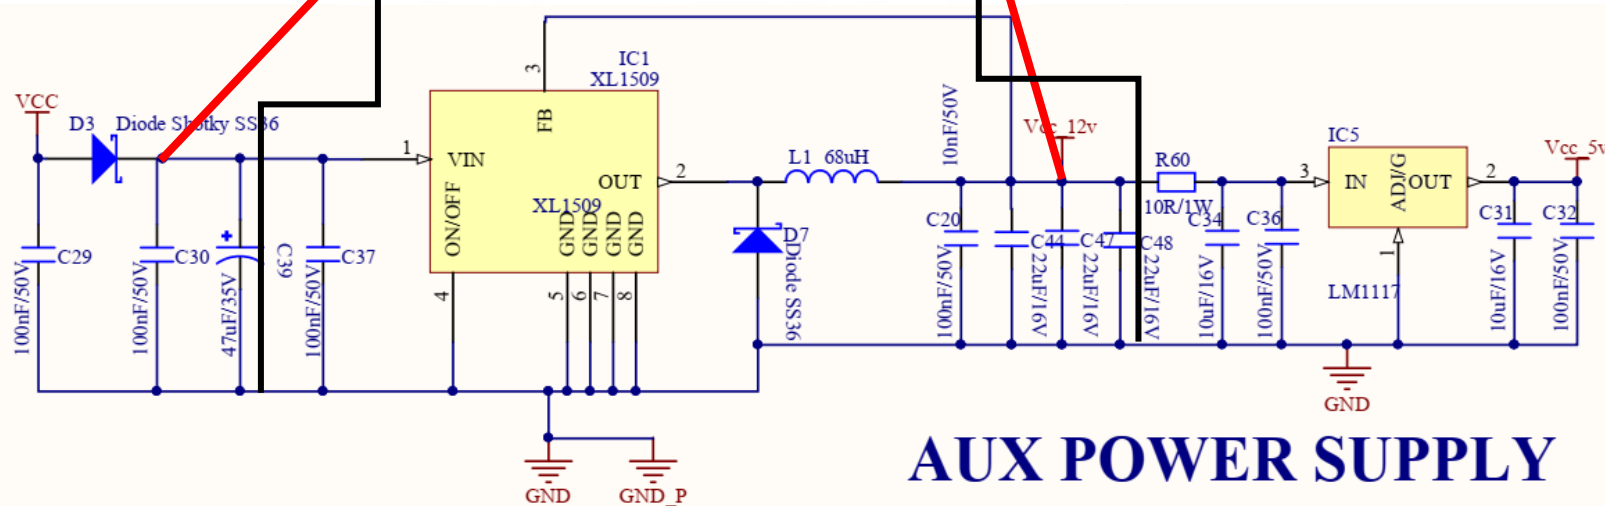 VCC
D3
Diode Shotky SS36
C29
100nF/50V
C30
100nF/50V
C39
47uF/35V
C37
100nF/50V
IC1
XL1509
3
FB
1
VIN
ON/OFF
OUT
2
XL1509
GND
GND
GND
GND
4
5
6
7
8
GND
GND_P
L1 68uH
D7
Diode SS36
10nF/50V
C20
100nF/50V
C44
22uF/16V
Vcc_12v
C47
22uF/16V
C48
22uF/16V
R60
10R/1W
C34
10uF/16V
C36
100nF/50V
IC5
3
IN
ADJ/G
OUT
2
1
LM1117
GND
C31
10uF/16V
C32
100nF/50V
Vcc_5v
AUX POWER SUPPLY